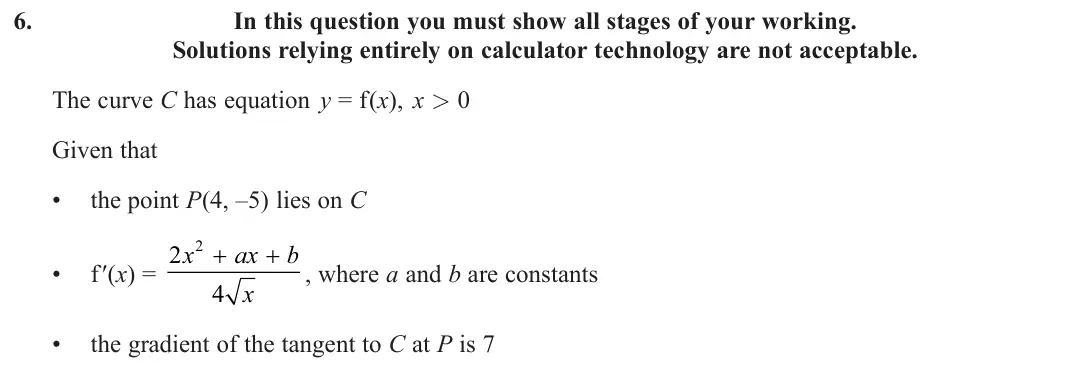 6. In this question you must show all stages of your working.
Solutions relying entirely on calculator technology are not acceptable.
The curve C has equation y = f(x), x > 0
Given that
• the point P(4, –5) lies on C
• f′(x) = (2x² + ax + b)/(4√x), where a and b are constants
• the gradient of the tangent to C at P is 7